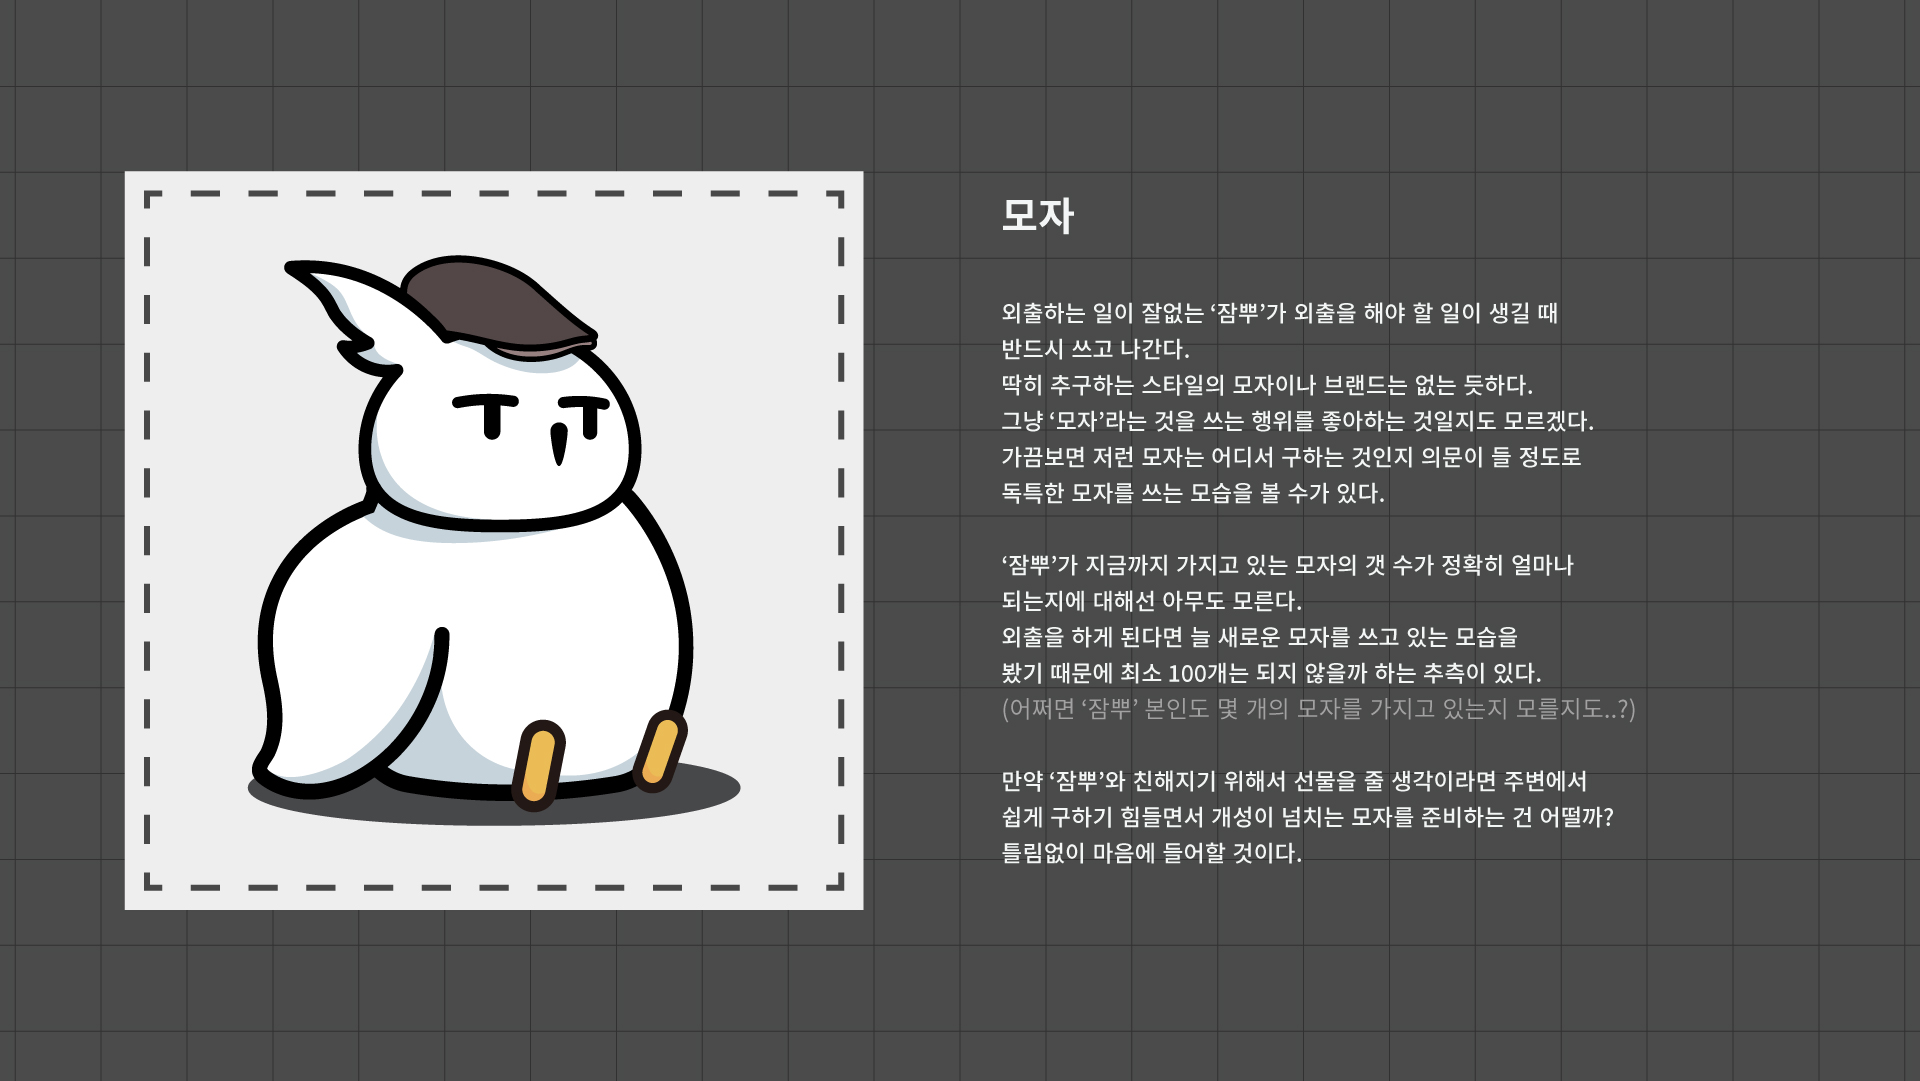 모자
외출하는 일이 잘없는 ‘잠뿌’가 외출을 해야 할 일이 생길 때
반드시 쓰고 나간다.
딱히 추구하는 스타일의 모자이나 브랜드는 없는 듯하다.
그냥 ‘모자’라는 것을 쓰는 행위를 좋아하는 것일지도 모르겠다.
가끔보면 저런 모자는 어디서 구하는 것인지 의문이 들 정도로
독특한 모자를 쓰는 모습을 볼 수가 있다.
‘잠뿌’가 지금까지 가지고 있는 모자의 갯 수가 정확히 얼마나
되는지에 대해선 아무도 모른다.
외출을 하게 된다면 늘 새로운 모자를 쓰고 있는 모습을
봤기 때문에 최소 100개는 되지 않을까 하는 추측이 있다.
(어쩌면 ‘잠뿌’ 본인도 몇 개의 모자를 가지고 있는지 모를지도..?)
만약 ‘잠뿌’와 친해지기 위해서 선물을 줄 생각이라면 주변에서
쉽게 구하기 힘들면서 개성이 넘치는 모자를 준비하는 건 어떨까?
틀림없이 마음에 들어할 것이다.